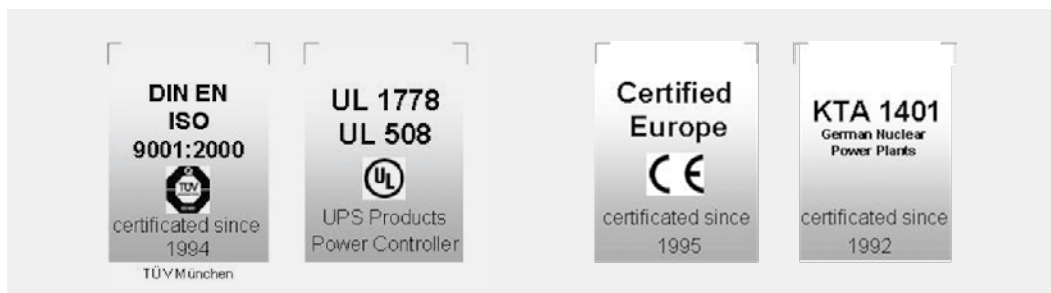 DIN EN
ISO
9001:2000
TÜV
certificated since
1994
TÜV München
UL 1778
UL 508
UL
UPS Products
Power Controller
Certified
Europe
CE
certificated since
1995
KTA 1401
German Nuclear
Power Plants
certificated since
1992